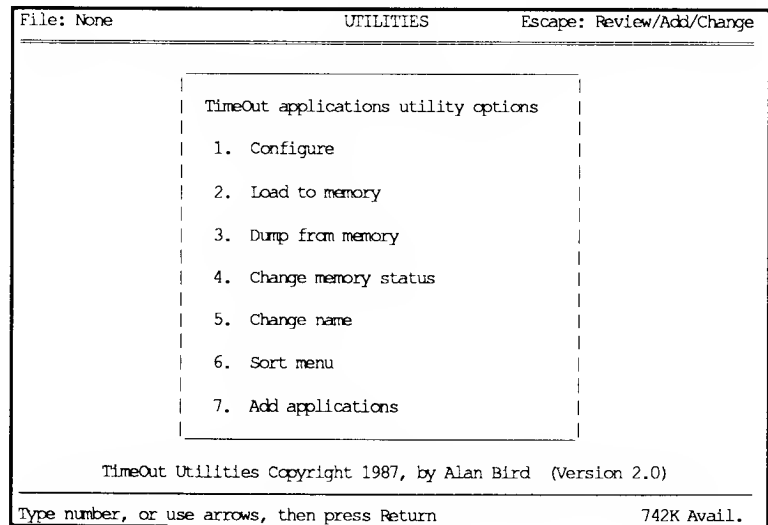 File: None UTILITIES Escape: Review/Add/Change
TimeOut applications utility options
1. Configure
2. Load to memory
3. Dump from memory
4. Change memory status
5. Change name
6. Sort menu
7. Add applications
TimeOut Utilities Copyright 1987, by Alan Bird (Version 2.0)
Type number, or use arrows, then press Return 742K Avail.